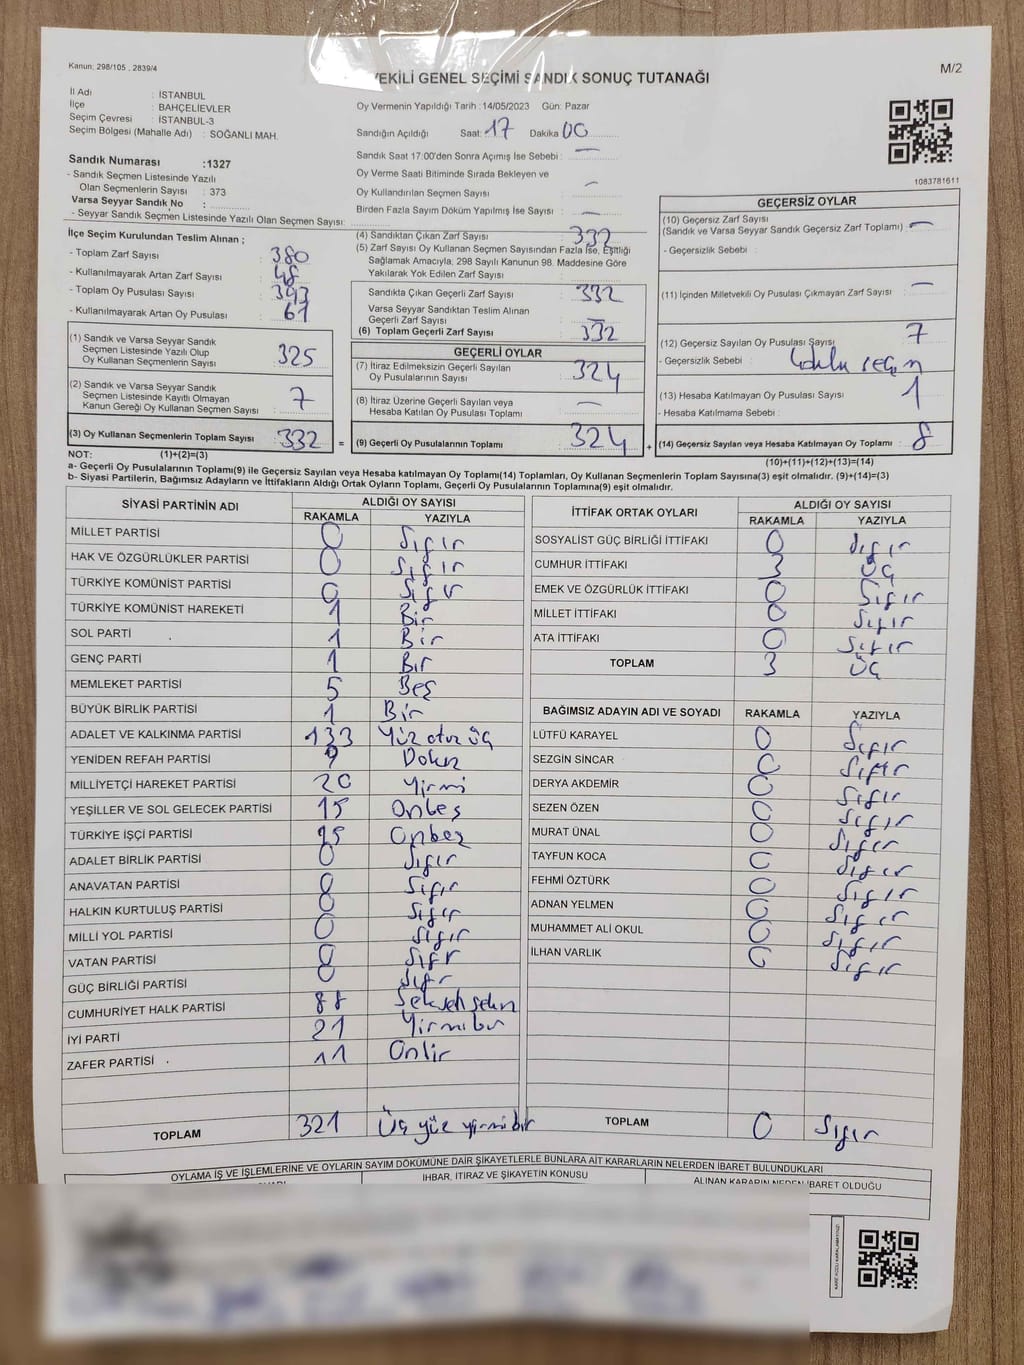 Kanun; 298/105 , 2839/4
VEKİLİ GENEL SEÇİMİ SANDIK SONUÇ TUTANAĞI
M/2
İl Adı : İSTANBUL
İlçe : BAHÇELİEVLER
Seçim Çevresi : İSTANBUL-3
Seçim Bölgesi (Mahalle Adı) : SOĞANLI MAH.
Sandık Numarası :1327
- Sandık Seçmen Listesinde Yazılı
Olan Seçmenlerin Sayısı : 373
Varsa Seyyar Sandık No :
- Seyyar Sandık Seçmen Listesinde Yazılı Olan Seçmen Sayısı:
Oy Vermenin Yapıldığı Tarih :14/05/2023 Gün: Pazar
Sandığın Açıldığı Saat: 17 Dakika 00
Sandık Saat 17:00'den Sonra Açımış İse Sebebi : —
Oy Verme Saati Bitiminde Sırada Bekleyen ve
Oy Kullandırılan Seçmen Sayısı —
Birden Fazla Sayım Döküm Yapılmış İse Sayısı : —
1083781611
İlçe Seçim Kurulundan Teslim Alınan ;
- Toplam Zarf Sayısı : 380
- Kullanılmayarak Artan Zarf Sayısı : 48
- Toplam Oy Pusulası Sayısı : 393
- Kullanılmayarak Artan Oy Pusulası : 61
(4) Sandıktan Çıkan Zarf Sayısı : 332
(5) Zarf Sayısı Oy Kullanan Seçmen Sayısından Fazla İse, Eşitliği
Sağlamak Amacıyla, 298 Sayılı Kanunun 98. Maddesine Göre
Yakılarak Yok Edilen Zarf Sayısı :
Sandıkta Çıkan Geçerli Zarf Sayısı : 332
Varsa Seyyar Sandıktan Teslim Alınan
Geçerli Zarf Sayısı : —
(6) Toplam Geçerli Zarf Sayısı : 332
GEÇERSİZ OYLAR
(10) Geçersiz Zarf Sayısı
(Sandık ve Varsa Seyyar Sandık Geçersiz Zarf Toplamı) : —
- Geçersizlik Sebebi :
(11) İçinden Milletvekili Oy Pusulası Çıkmayan Zarf Sayısı : —
(12) Geçersiz Sayılan Oy Pusulası Sayısı : 7
- Geçersizlik Sebebi : seçim
(13) Hesaba Katılmayan Oy Pusulası Sayısı : 1
- Hesaba Katılmama Sebebi :
(14) Geçersiz Sayılan veya Hesaba Katılmayan Oy Toplamı : 8
(10)+(11)+(12)+(13)=(14)
(1) Sandık ve Varsa Seyyar Sandık
Seçmen Listesinde Yazılı Olup
Oy Kullanan Seçmenlerin Sayısı : 325
(2) Sandık ve Varsa Seyyar Sandık
Seçmen Listesinde Kayıtlı Olmayan
Kanun Gereği Oy Kullanan Seçmen Sayısı : 7
(3) Oy Kullanan Seçmenlerin Toplam Sayısı : 332 =
GEÇERLİ OYLAR
(7) İtiraz Edilmeksizin Geçerli Sayılan
Oy Pusulalarının Sayısı : 324
(8) İtiraz Üzerine Geçerli Sayılan veya
Hesaba Katılan Oy Pusulası Toplamı : —
(9) Geçerli Oy Pusulalarının Toplamı : 324 +
NOT: (1)+(2)=(3)
a- Geçerli Oy Pusulalarının Toplamı(9) ile Geçersiz Sayılan veya Hesaba katılmayan Oy Toplamı(14) Toplamları, Oy Kullanan Seçmenlerin Toplam Sayısına(3) eşit olmalıdır. (9)+(14)=(3)
b- Siyasi Partilerin, Bağımsız Adayların ve İttifakların Aldığı Ortak Oyların Toplamı, Geçerli Oy Pusulalarının Toplamına(9) eşit olmalıdır.
SİYASİ PARTİNİN ADI ALDIĞI OY SAYISI
RAKAMLA YAZIYLA
MİLLET PARTİSİ 0 Sıfır
HAK VE ÖZGÜRLÜKLER PARTİSİ 0 Sıfır
TÜRKİYE KOMÜNİST PARTİSİ 0 Sıfır
TÜRKİYE KOMÜNİST HAREKETİ 1 Bir
SOL PARTİ 1 Bir
GENÇ PARTİ 1 Bir
MEMLEKET PARTİSİ 5 Beş
BÜYÜK BİRLİK PARTİSİ 1 Bir
ADALET VE KALKINMA PARTİSİ 133 Yüz otuz üç
YENİDEN REFAH PARTİSİ 9 Dokuz
MİLLİYETÇİ HAREKET PARTİSİ 20 Yirmi
YEŞİLLER VE SOL GELECEK PARTİSİ 15 Onbeş
TÜRKİYE İŞÇİ PARTİSİ 15 Onbeş
ADALET BİRLİK PARTİSİ 0 Sıfır
ANAVATAN PARTİSİ 0 Sıfır
HALKIN KURTULUŞ PARTİSİ 0 Sıfır
MİLLİ YOL PARTİSİ 0 Sıfır
VATAN PARTİSİ 0 Sıfır
GÜÇ BİRLİĞİ PARTİSİ 0 Sıfır
CUMHURİYET HALK PARTİSİ 88 Seksen sekiz
İYİ PARTİ 21 Yirmibir
ZAFER PARTİSİ 11 Onbir
TOPLAM 321 Üç yüz yirmi bir
İTTİFAK ORTAK OYLARI ALDIĞI OY SAYISI
RAKAMLA YAZIYLA
SOSYALİST GÜÇ BİRLİĞİ İTTİFAKI 0 Sıfır
CUMHUR İTTİFAKI 3 Üç
EMEK VE ÖZGÜRLÜK İTTİFAKI 0 Sıfır
MİLLET İTTİFAKI 0 Sıfır
ATA İTTİFAKI 0 Sıfır
TOPLAM 3 Üç
BAĞIMSIZ ADAYIN ADI VE SOYADI RAKAMLA YAZIYLA
LÜTFÜ KARAYEL 0 Sıfır
SEZGİN SİNCAR 0 Sıfır
DERYA AKDEMİR 0 Sıfır
SEZEN ÖZEN 0 Sıfır
MURAT ÜNAL 0 Sıfır
TAYFUN KOCA 0 Sıfır
FEHMİ ÖZTÜRK 0 Sıfır
ADNAN YELMEN 0 Sıfır
MUHAMMET ALİ OKUL 0 Sıfır
İLHAN VARLIK 0 Sıfır
TOPLAM 0 Sıfır
OYLAMA İŞ VE İŞLEMLERİNE VE OYLARIN SAYIM DÖKÜMÜNE DAİR ŞİKAYETLERLE BUNLARA AİT KARARLARIN NELERDEN İBARET BULUNDUKLARI
İHBAR, İTİRAZ VE ŞİKAYETİN KONUSU
ALINAN KARARIN NEDEN İBARET OLDUĞU